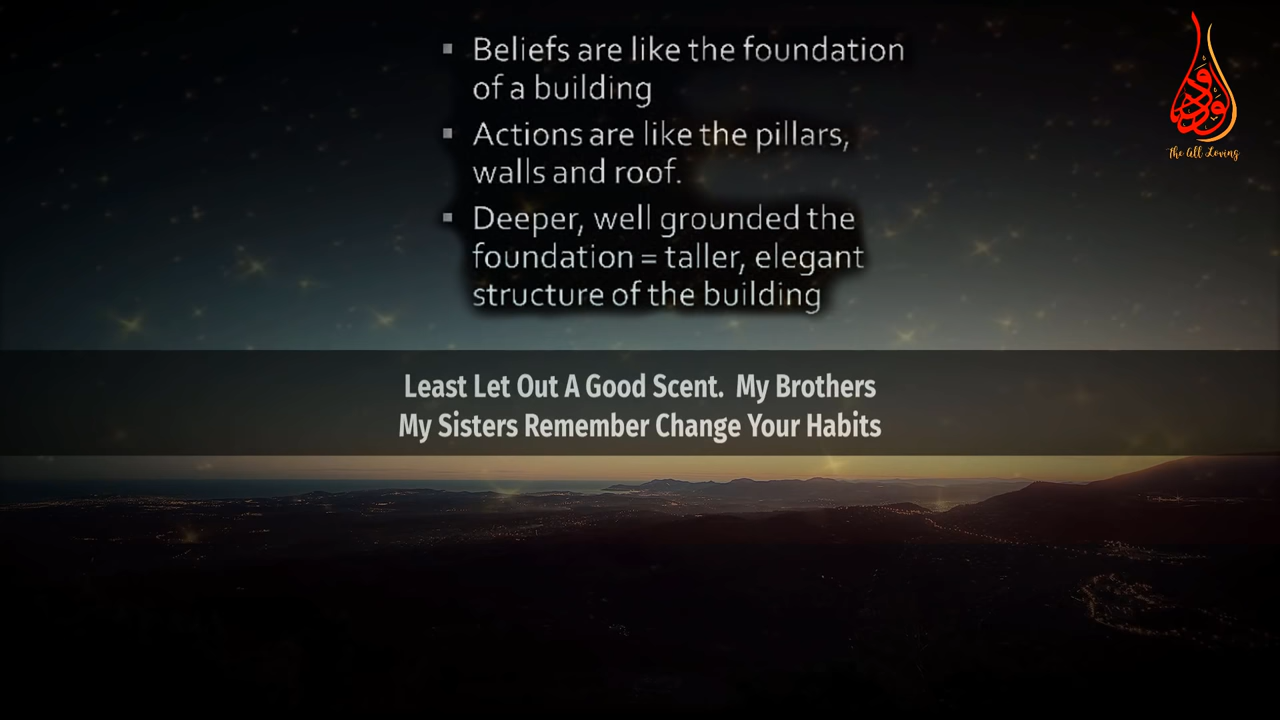 ▪ Beliefs are like the foundation
of a building
▪ Actions are like the pillars,
walls and roof.
▪ Deeper, well grounded the
foundation = taller, elegant
structure of the building
الودود
The All Loving
Least Let Out A Good Scent.  My Brothers
My Sisters Remember Change Your Habits